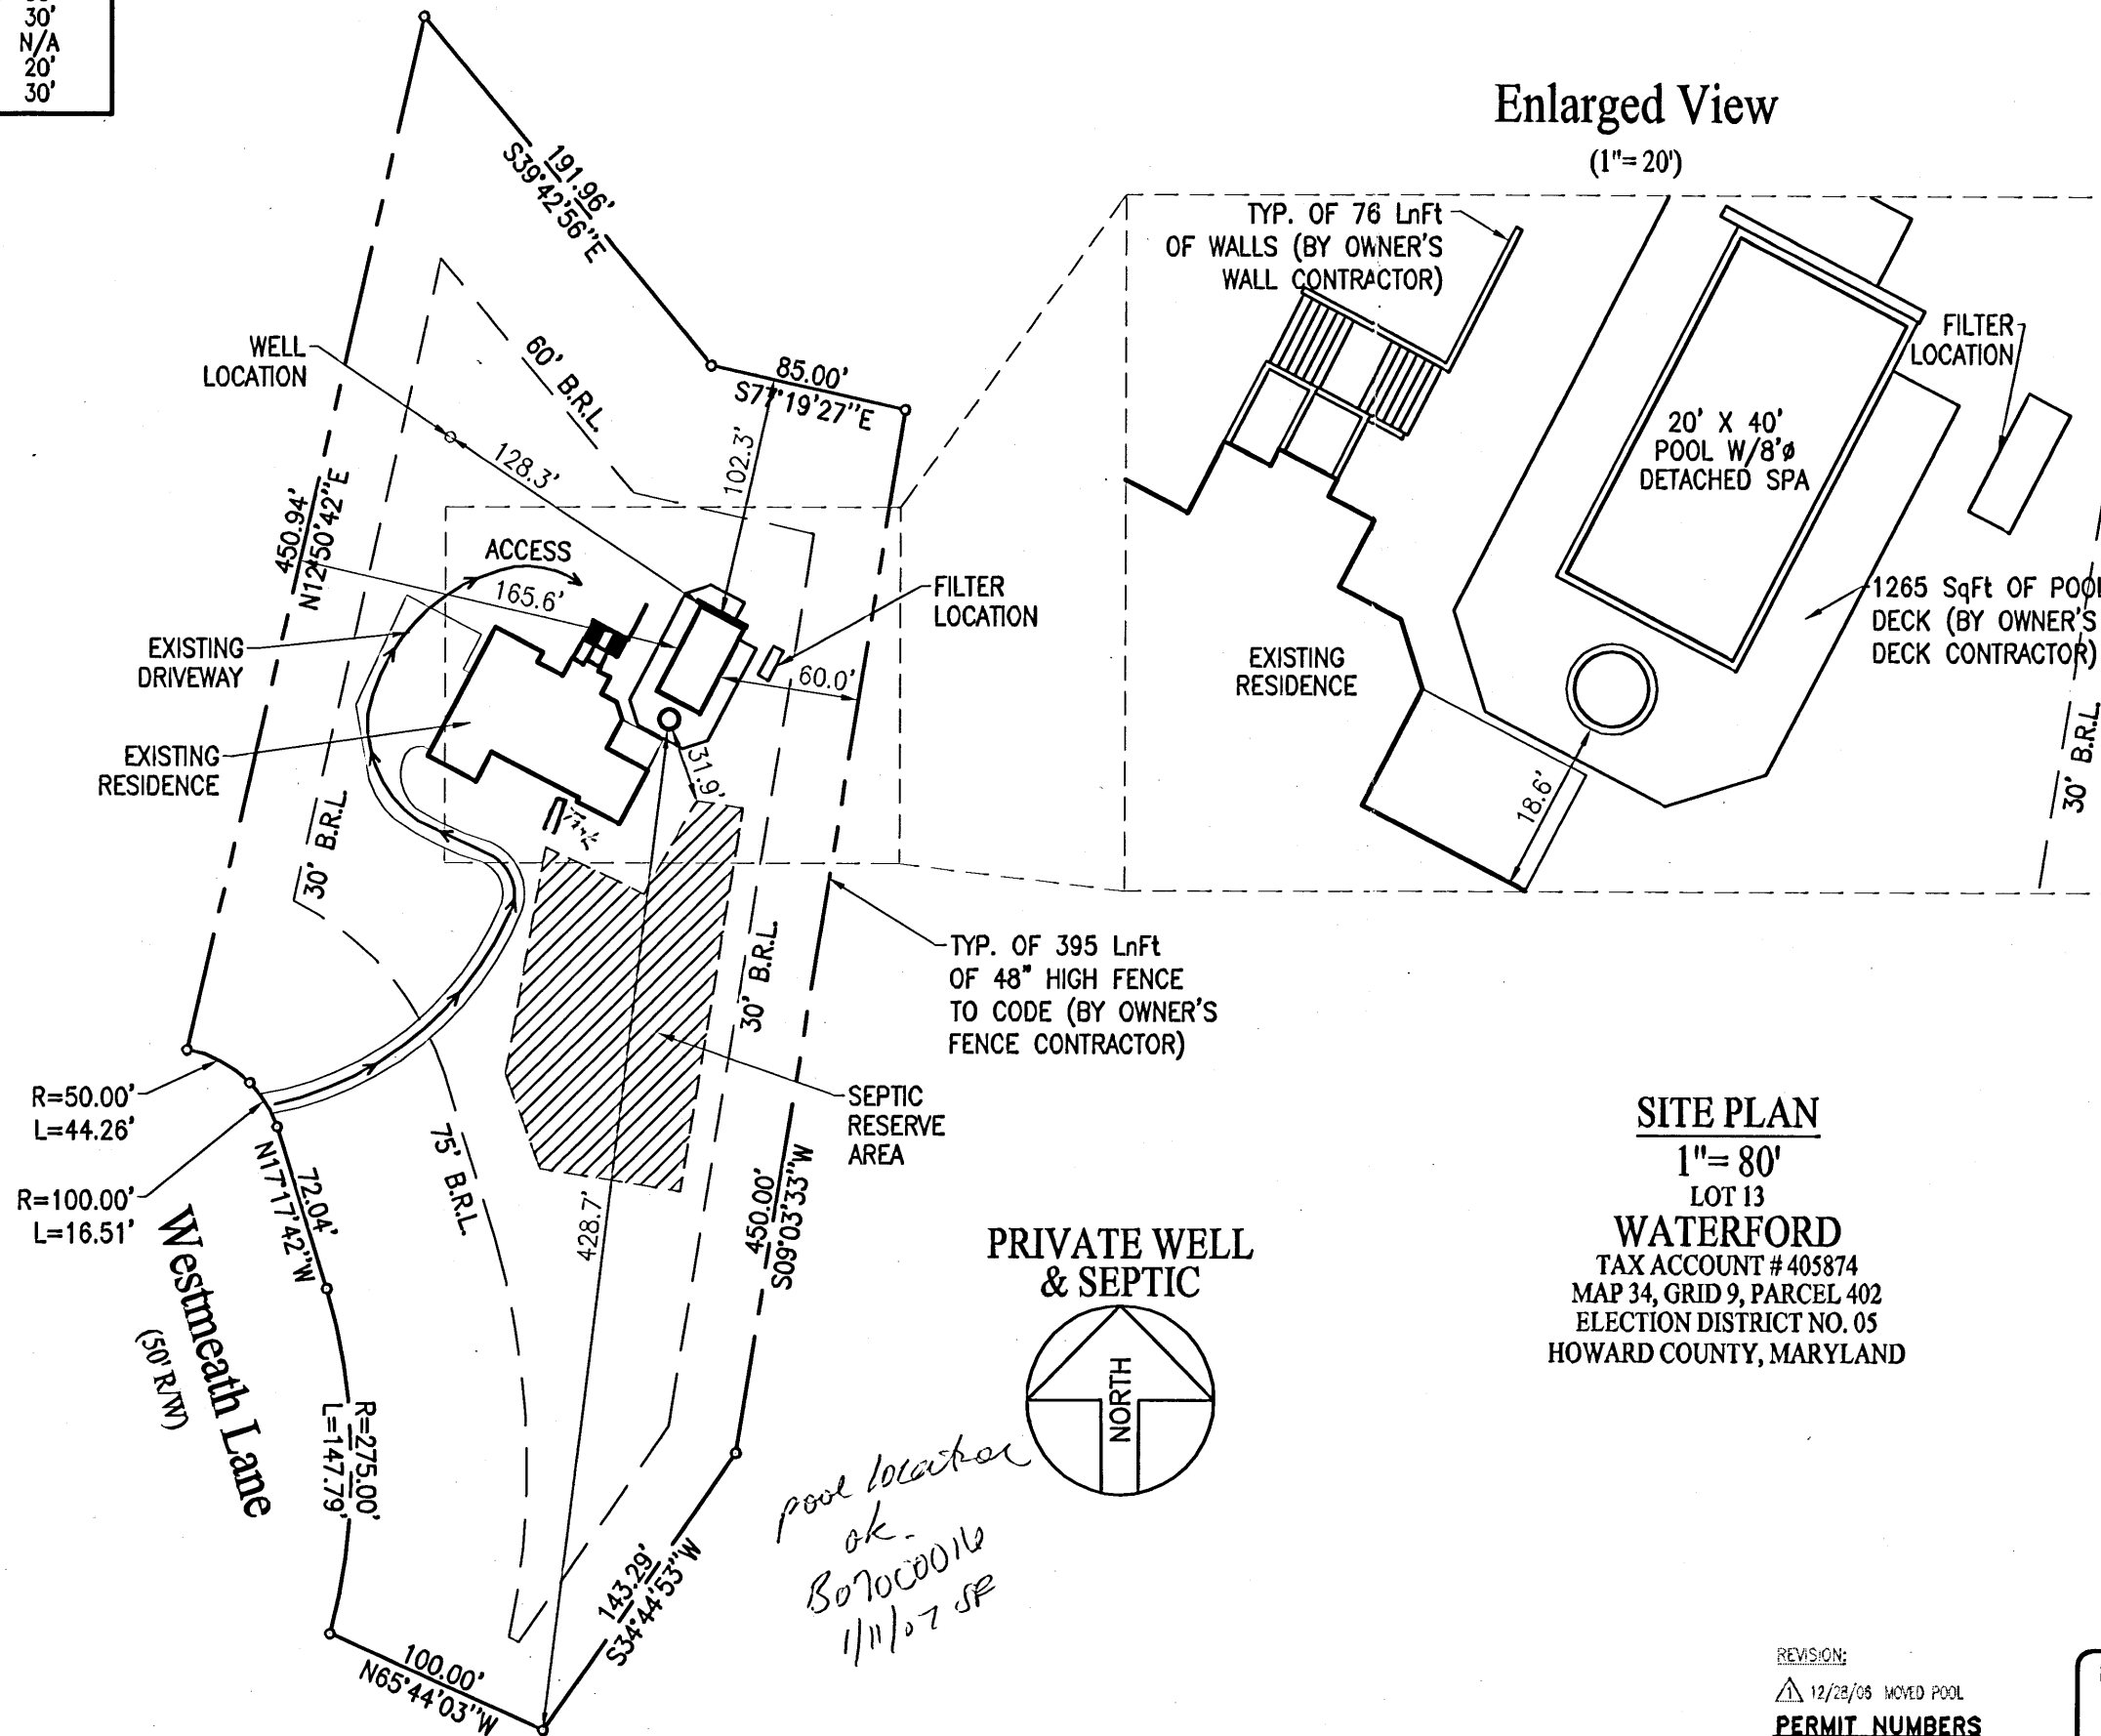 30'
N/A
20'
30'
Enlarged View
(1"= 20')
191.96'
S39°42'56"E
TYP. OF 76 LnFt
OF WALLS (BY OWNER'S
WALL CONTRACTOR)
FILTER
LOCATION
20' X 40'
POOL W/8'ø
DETACHED SPA
1265 SqFt OF POOL
DECK (BY OWNER'S
DECK CONTRACTOR)
EXISTING
RESIDENCE
18.6'
30' B.R.L.
WELL
LOCATION
60' B.R.L.
85.00'
S77°19'27"E
128.3'
102.3'
450.94'
N12°50'42"E
ACCESS
165.6'
FILTER
LOCATION
EXISTING
DRIVEWAY
60.0'
EXISTING
RESIDENCE
31.9'
30' B.R.L.
30' B.R.L.
TYP. OF 395 LnFt
OF 48" HIGH FENCE
TO CODE (BY OWNER'S
FENCE CONTRACTOR)
R=50.00'
L=44.26'
SEPTIC
RESERVE
AREA
75' B.R.L.
R=100.00'
L=16.51'
72.04'
N17°17'42"W
428.7'
450.00'
S09°03'33"W
Westmeath Lane
(50' R/W)
R=275.00'
L=147.79'
PRIVATE WELL
& SEPTIC
NORTH
SITE PLAN
1"= 80'
LOT 13
WATERFORD
TAX ACCOUNT # 405874
MAP 34, GRID 9, PARCEL 402
ELECTION DISTRICT NO. 05
HOWARD COUNTY, MARYLAND
pool location
ok.
B07000016
1/11/07 SF
143.29'
S34°44'53"W
100.00'
N65°44'03"W
REVISION:
1 12/28/06 MOVED POOL
PERMIT NUMBERS